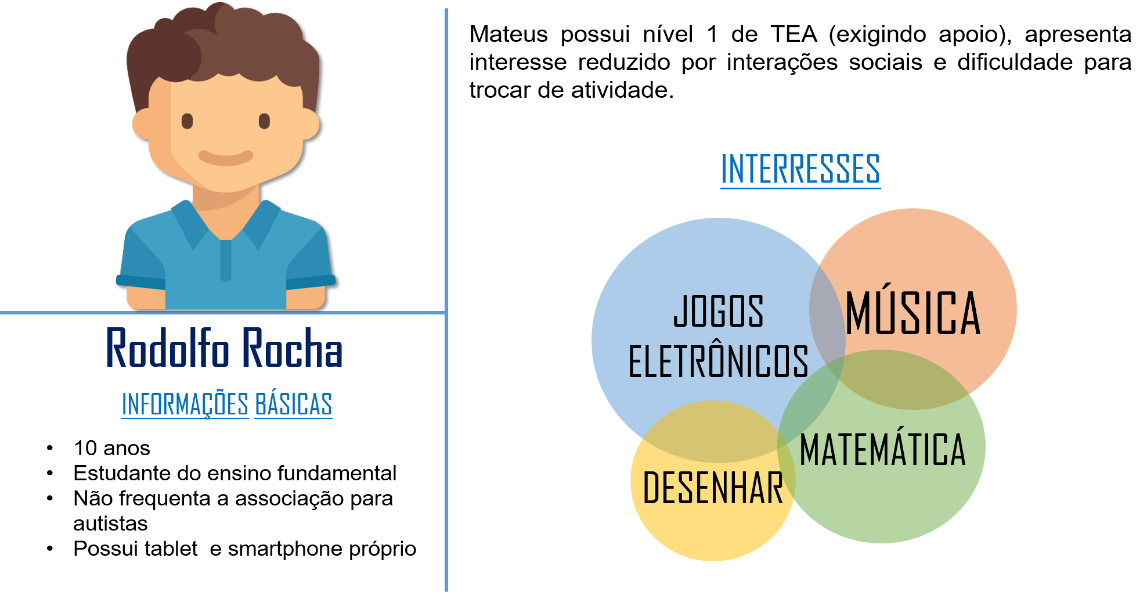 Rodolfo Rocha
INFORMAÇÕES BÁSICAS
• 10 anos
• Estudante do ensino fundamental
• Não frequenta a associação para
autistas
• Possui tablet e smartphone próprio
Mateus possui nível 1 de TEA (exigindo apoio), apresenta
interesse reduzido por interações sociais e dificuldade para
trocar de atividade.
INTERRESSES
JOGOS
ELETRÔNICOS
MÚSICA
MATEMÁTICA
DESENHAR